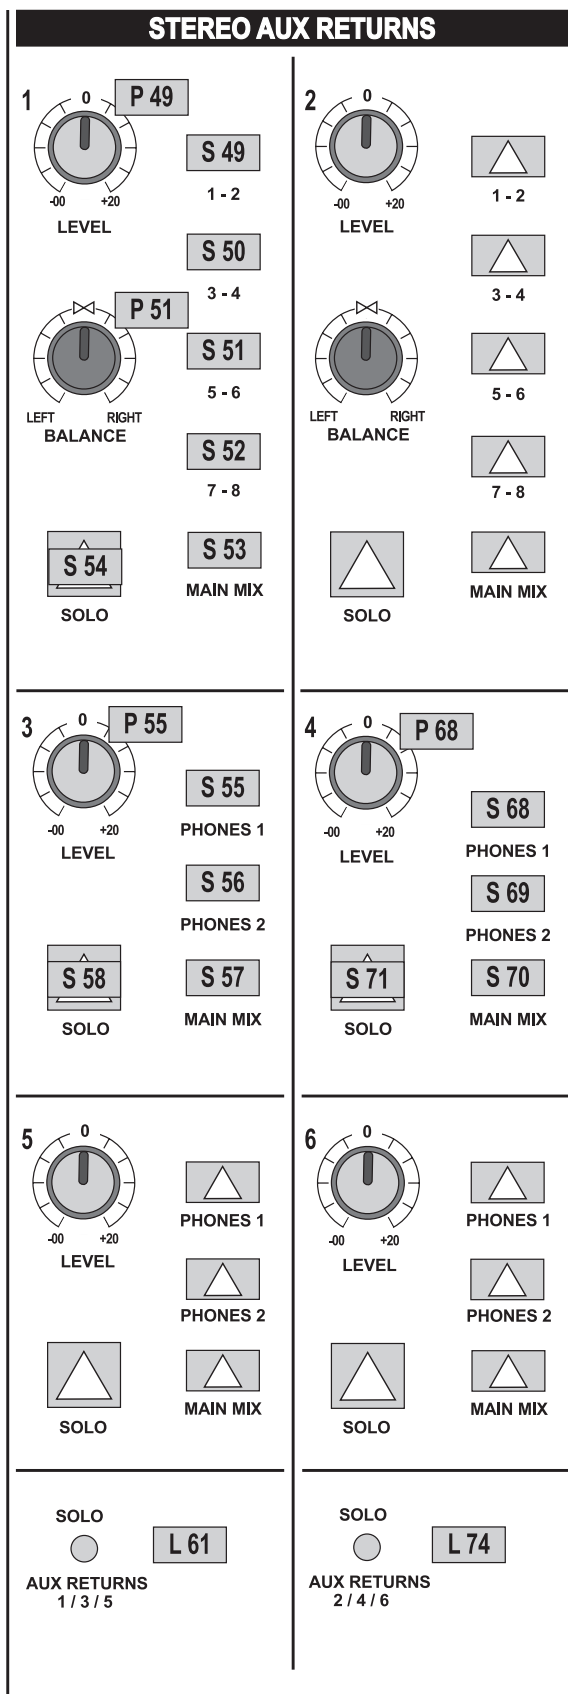 STEREO AUX RETURNS
1
0
P 49
S 49
1 - 2
-00
+20
LEVEL
S 50
3 - 4
P 51
S 51
5 - 6
LEFT
RIGHT
BALANCE
S 52
7 - 8
S 54
SOLO
S 53
MAIN MIX
2
0
1 - 2
-00
+20
LEVEL
3 - 4
5 - 6
LEFT
RIGHT
BALANCE
7 - 8
SOLO
MAIN MIX
3
0
P 55
S 55
PHONES 1
-00
+20
LEVEL
S 56
PHONES 2
S 58
SOLO
S 57
MAIN MIX
4
0
P 68
S 68
PHONES 1
-00
+20
LEVEL
S 69
PHONES 2
S 71
SOLO
S 70
MAIN MIX
5
0
PHONES 1
-00
+20
LEVEL
PHONES 2
SOLO
MAIN MIX
6
0
PHONES 1
-00
+20
LEVEL
PHONES 2
SOLO
MAIN MIX
SOLO
L 61
AUX RETURNS
1 / 3 / 5
SOLO
L 74
AUX RETURNS
2 / 4 / 6